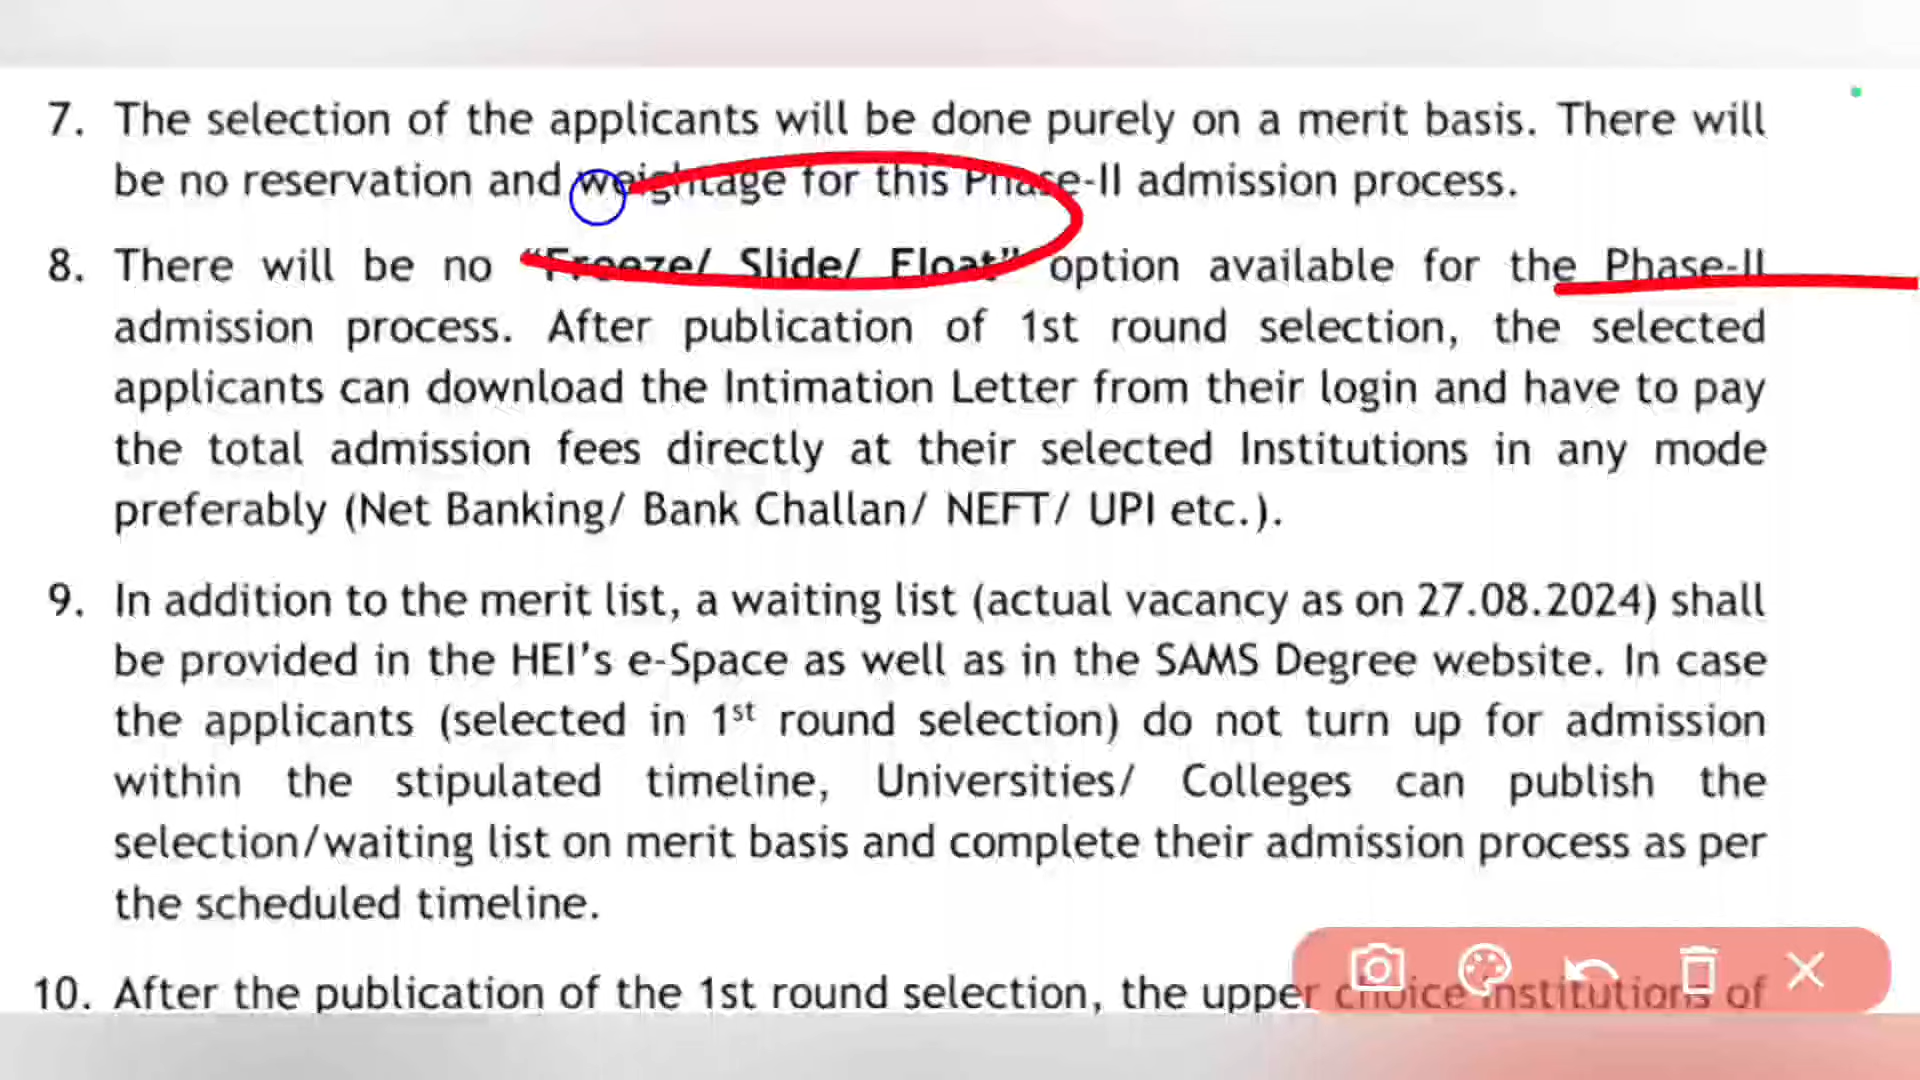 7. The selection of the applicants will be done purely on a merit basis. There will
be no reservation and weightage for this Phase-II admission process.
8. There will be no “Freeze/ Slide/ Float” option available for the Phase-II
admission process. After publication of 1st round selection, the selected
applicants can download the Intimation Letter from their login and have to pay
the total admission fees directly at their selected Institutions in any mode
preferably (Net Banking/ Bank Challan/ NEFT/ UPI etc.).
9. In addition to the merit list, a waiting list (actual vacancy as on 27.08.2024) shall
be provided in the HEI’s e-Space as well as in the SAMS Degree website. In case
the applicants (selected in 1st round selection) do not turn up for admission
within the stipulated timeline, Universities/ Colleges can publish the
selection/waiting list on merit basis and complete their admission process as per
the scheduled timeline.
10. After the publication of the 1st round selection, the upper choice institutions of